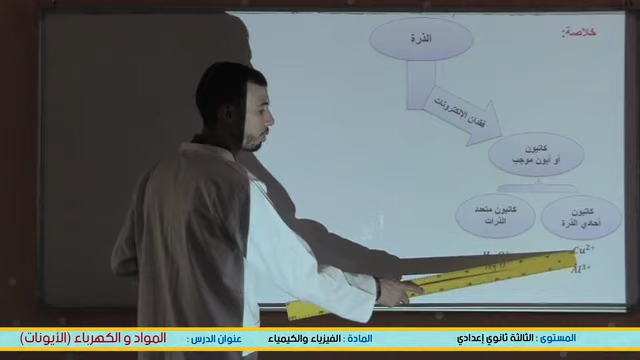 خلاصة:
الذرة
فقدان الإلكترونات
كاتيون
أو أيون موجب
كاتيون متعدد
الذرات
كاتيون
أحادي الذرة
Cu²⁺
Al³⁺
المستوى : الثالثة ثانوي إعدادي
المادة : الفيزياء والكيمياء
عنوان الدرس : المواد و الكهرباء (الأيونات)